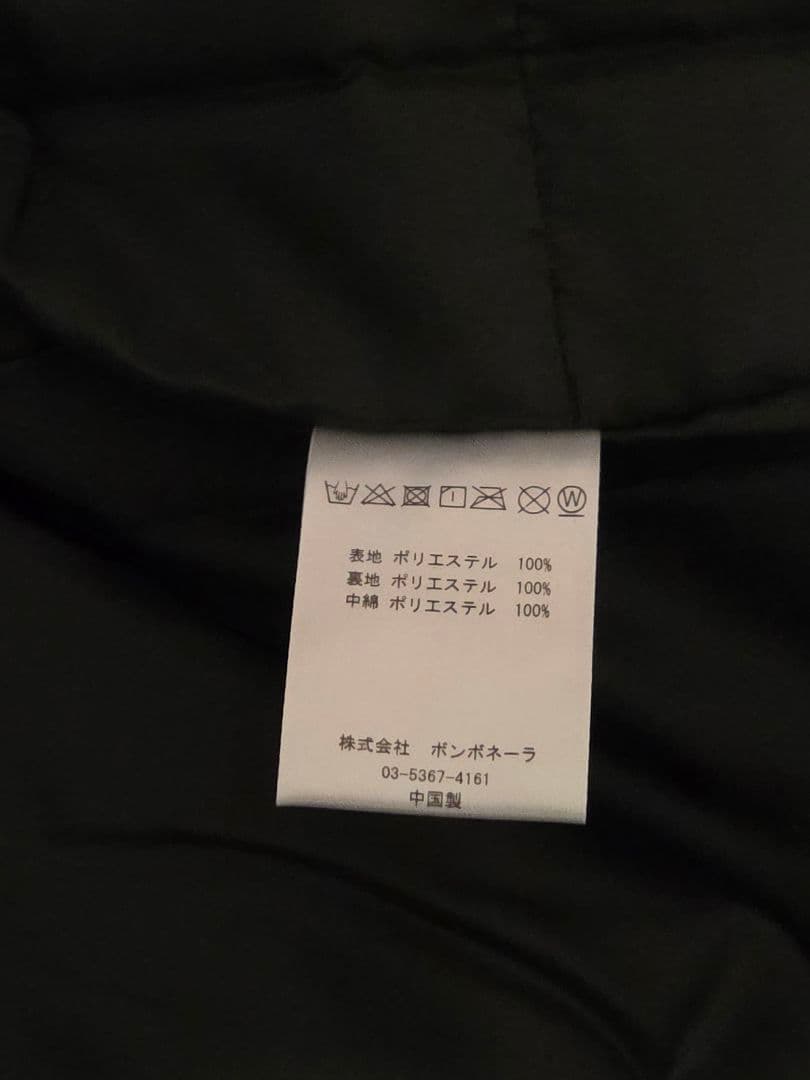 W
表地 ポリエステル 100%
裏地 ポリエステル 100%
中綿 ポリエステル 100%
株式会社 ボンボネーラ
03-5367-4161
中国製